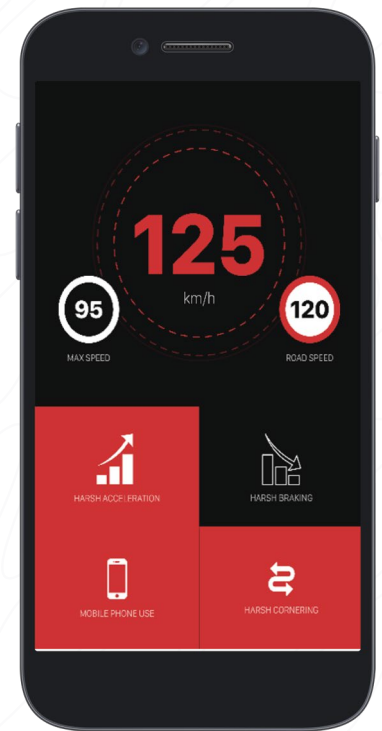 125
km/h
95
120
MAX SPEED
ROAD SPEED
HARSH ACCELERATION
HARSH BRAKING
MOBILE PHONE USE
HARSH CORNERING